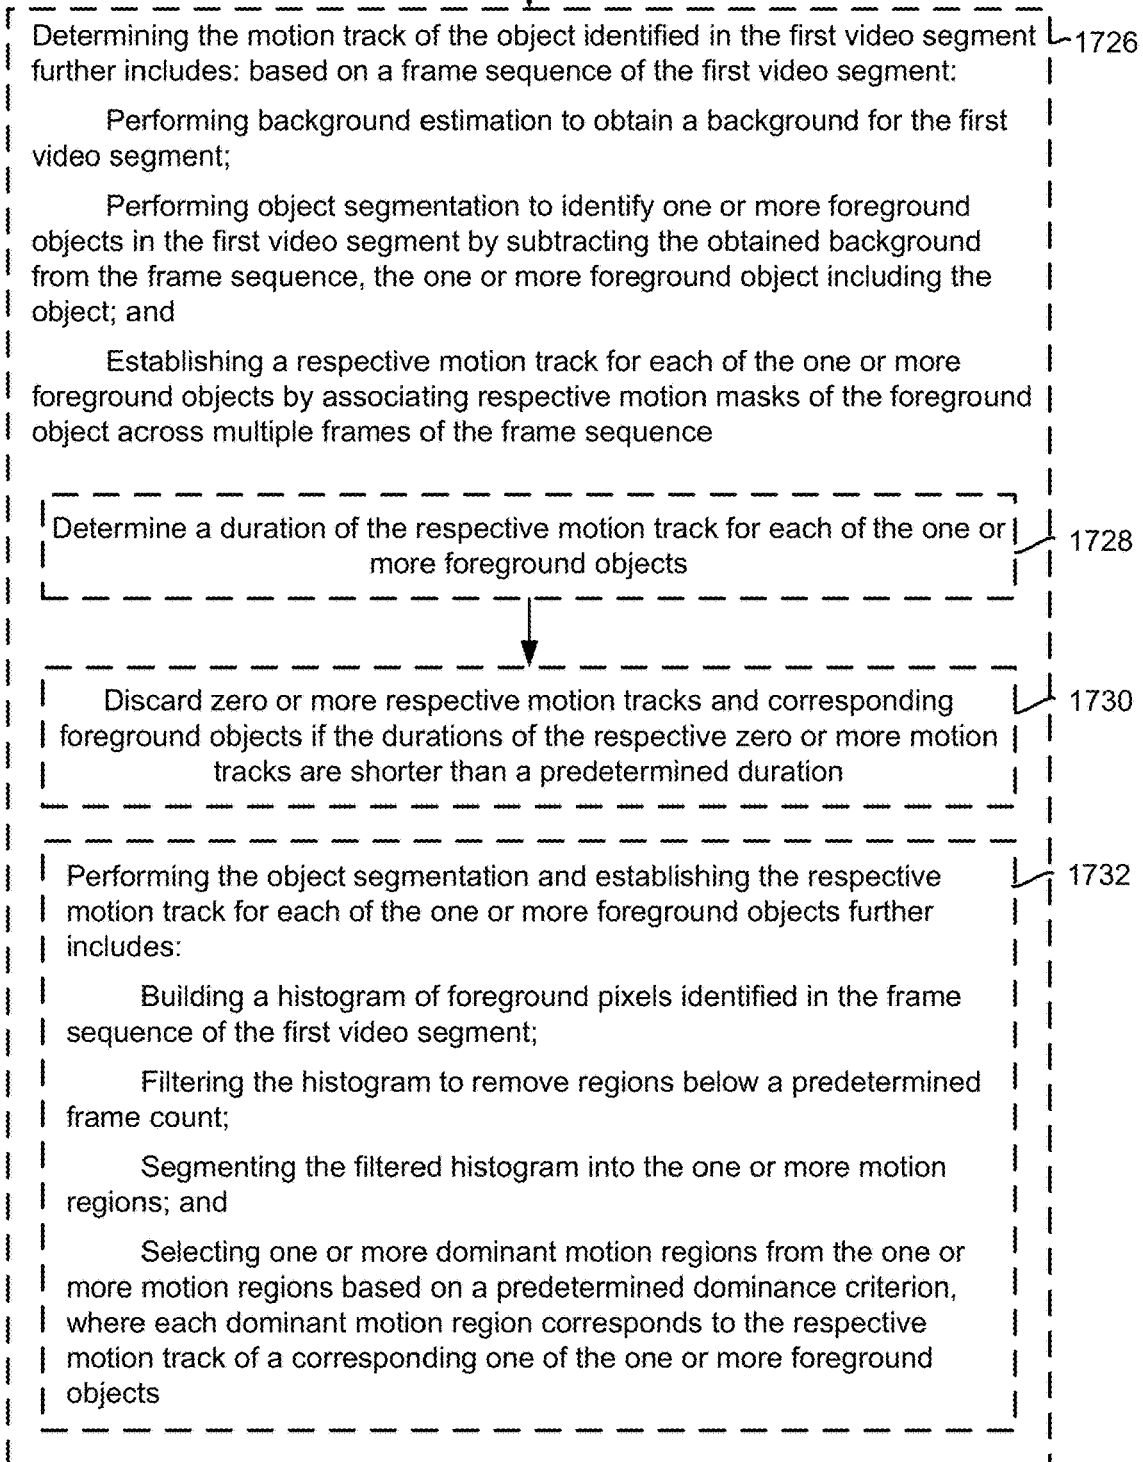 Determining the motion track of the object identified in the first video segment
1726
further includes: based on a frame sequence of the first video segment:
Performing background estimation to obtain a background for the first
video segment;
Performing object segmentation to identify one or more foreground
objects in the first video segment by subtracting the obtained background
from the frame sequence, the one or more foreground object including the
object; and
Establishing a respective motion track for each of the one or more
foreground objects by associating respective motion masks of the foreground
object across multiple frames of the frame sequence
Determine a duration of the respective motion track for each of the one or
more foreground objects
1728
Discard zero or more respective motion tracks and corresponding
1730
foreground objects if the durations of the respective zero or more motion
tracks are shorter than a predetermined duration
Performing the object segmentation and establishing the respective
1732
motion track for each of the one or more foreground objects further
includes:
Building a histogram of foreground pixels identified in the frame
sequence of the first video segment;
Filtering the histogram to remove regions below a predetermined
frame count;
Segmenting the filtered histogram into the one or more motion
regions; and
Selecting one or more dominant motion regions from the one or
more motion regions based on a predetermined dominance criterion,
where each dominant motion region corresponds to the respective
motion track of a corresponding one of the one or more foreground
objects